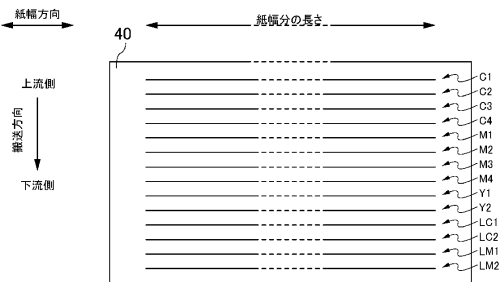 紙幅方向
紙幅分の長さ
40
上流側
搬送方向
下流側
C1
C2
C3
C4
M1
M2
M3
M4
Y1
Y2
LC1
LC2
LM1
LM2